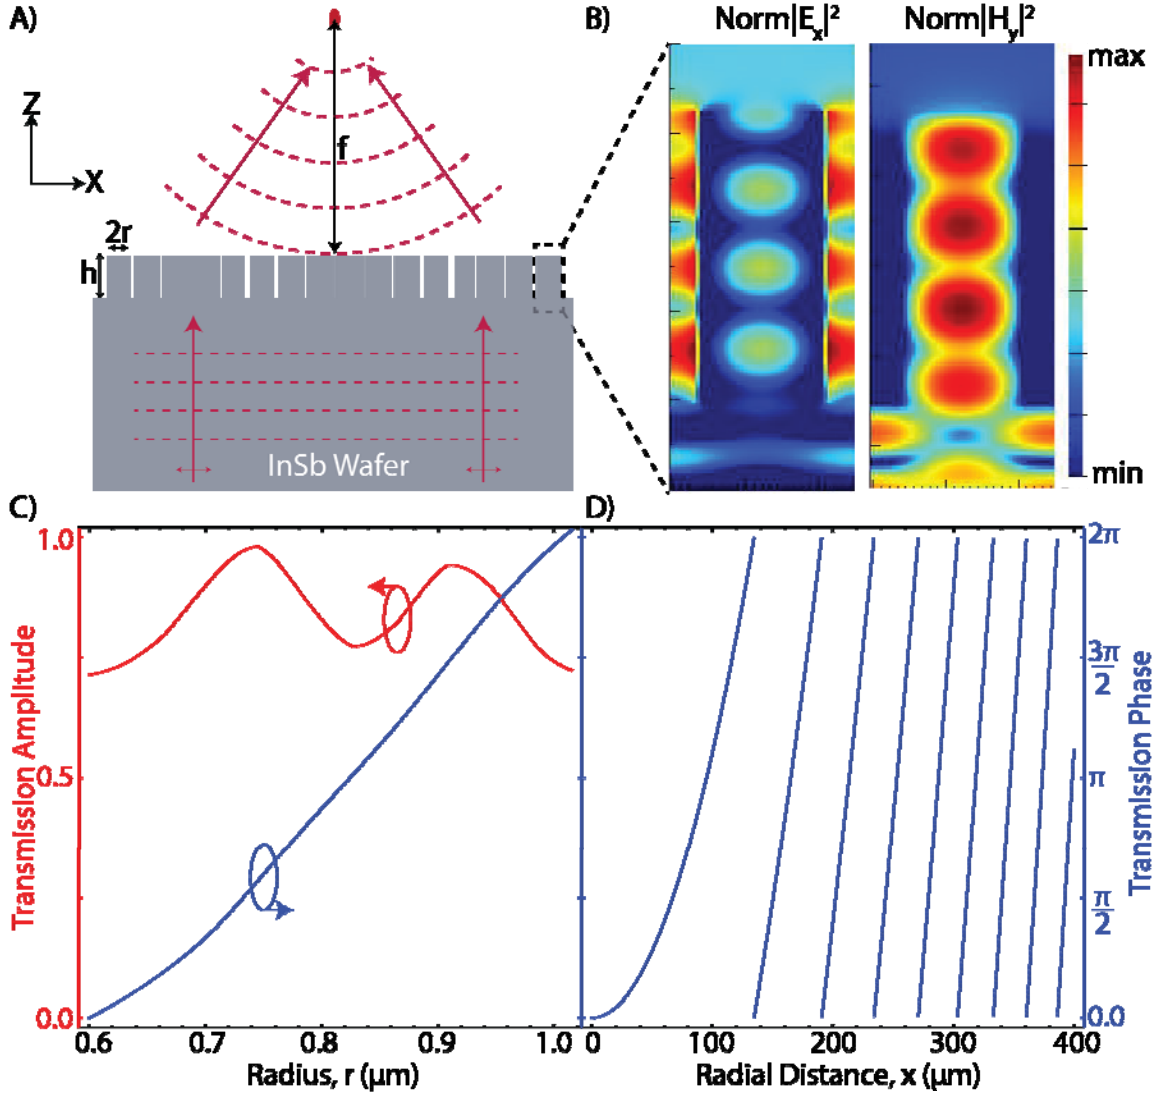 A)
Z
X
f
2r
h
InSb Wafer
B)
Norm|Eₓ|²
Norm|Hᵧ|²
max
min
C)
1.0
0.5
0.0
Transmission Amplitude
0.6 0.7 0.8 0.9 1.0
Radius, r (μm)
D)
2π
3π/2
π
π/2
0.0
Transmission Phase
0 100 200 300 400
Radial Distance, x (μm)